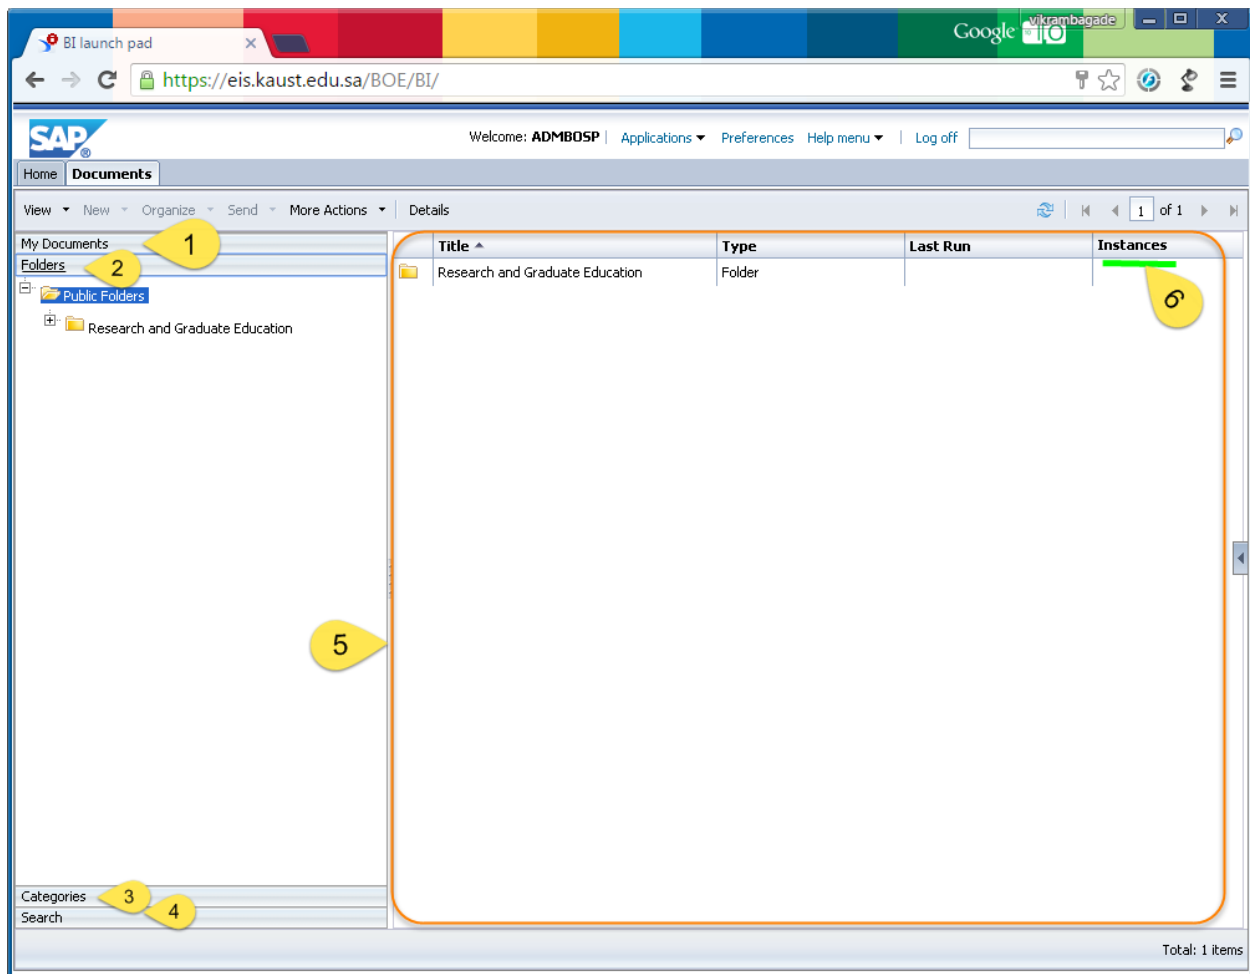 vikrambagade
Google I/O
BI launch pad
https://eis.kaust.edu.sa/BOE/BI/
SAP®
Welcome: ADMBOSP | Applications Preferences Help menu | Log off
Home Documents
View New Organize Send More Actions Details 1 of 1
My Documents 1
Title Type Last Run Instances
Folders 2
Research and Graduate Education Folder
Public Folders
6
Research and Graduate Education
5
Categories 3
Search 4
Total: 1 items